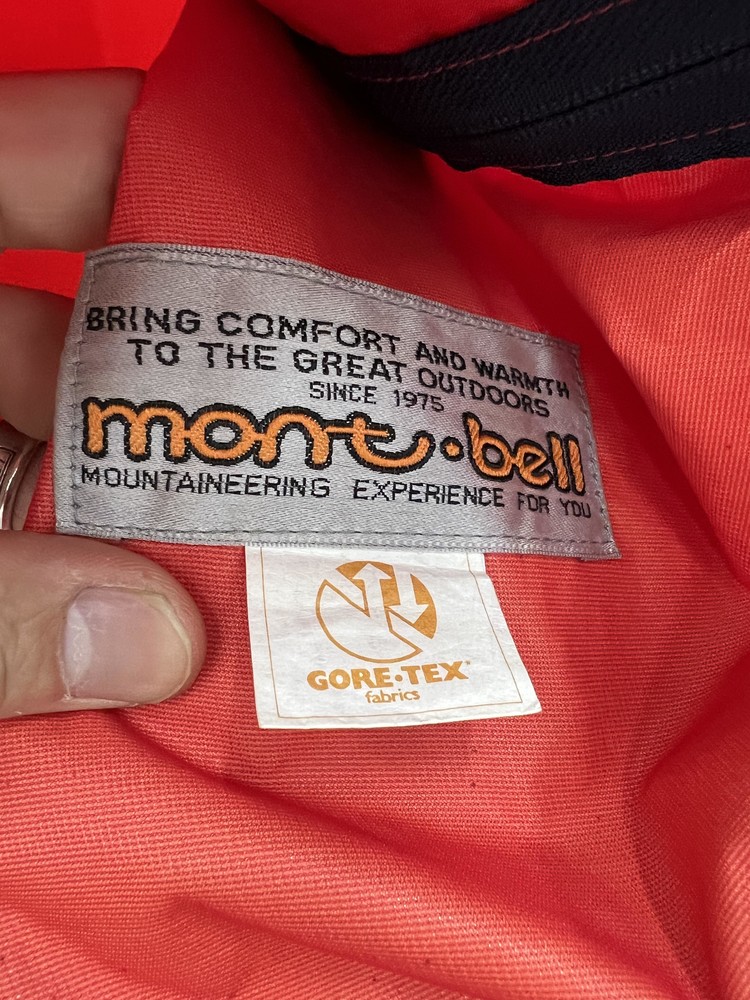 BRING COMFORT AND WARMTH
TO THE GREAT OUTDOORS
SINCE 1975
mont·bell
MOUNTAINEERING EXPERIENCE FOR YOU
GORE·TEX®
fabrics